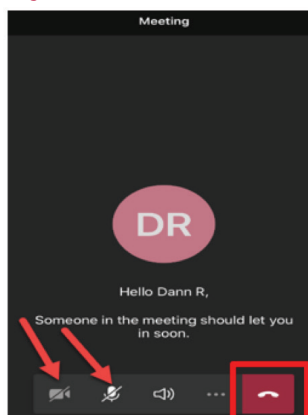 Meeting
DR
Hello Dann R,
Someone in the meeting should let you
in soon.